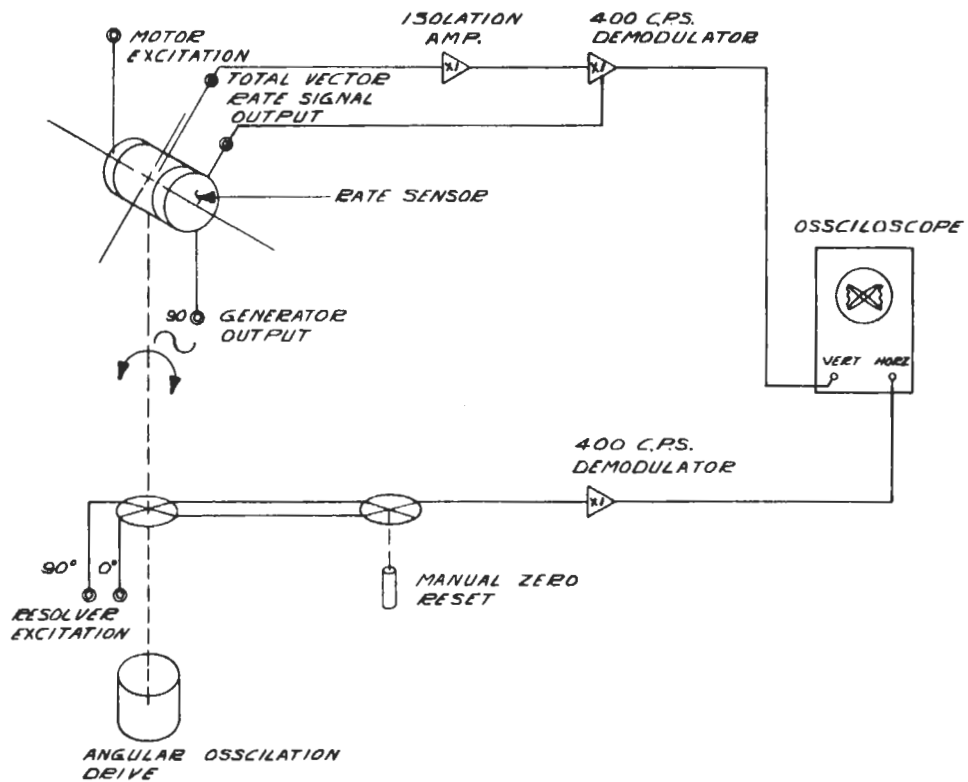 ISOLATION
AMP.
400 C.P.S.
DEMODULATOR
MOTOR
EXCITATION
X1
X1
TOTAL VECTOR
RATE SIGNAL
OUTPUT
RATE SENSOR
OSSCILOSCOPE
90
GENERATOR
OUTPUT
VERT
HORZ
400 C.P.S.
DEMODULATOR
X1
90°
0°
MANUAL ZERO
RESET
RESOLVER
EXCITATION
ANGULAR OSSCILATION
DRIVE